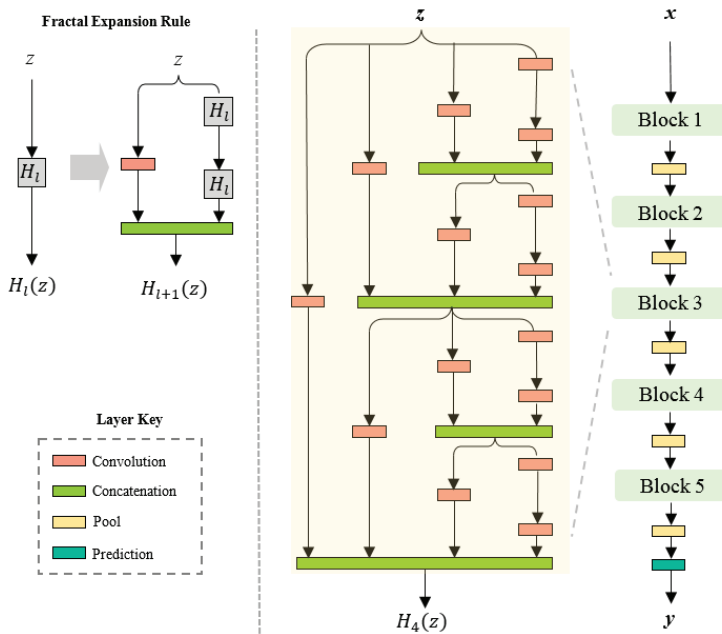 Fractal Expansion Rule
z
H_l
H_l(z)
z
H_l
H_l
H_{l+1}(z)
Layer Key
Convolution
Concatenation
Pool
Prediction
z
H_4(z)
x
Block 1
Block 2
Block 3
Block 4
Block 5
y